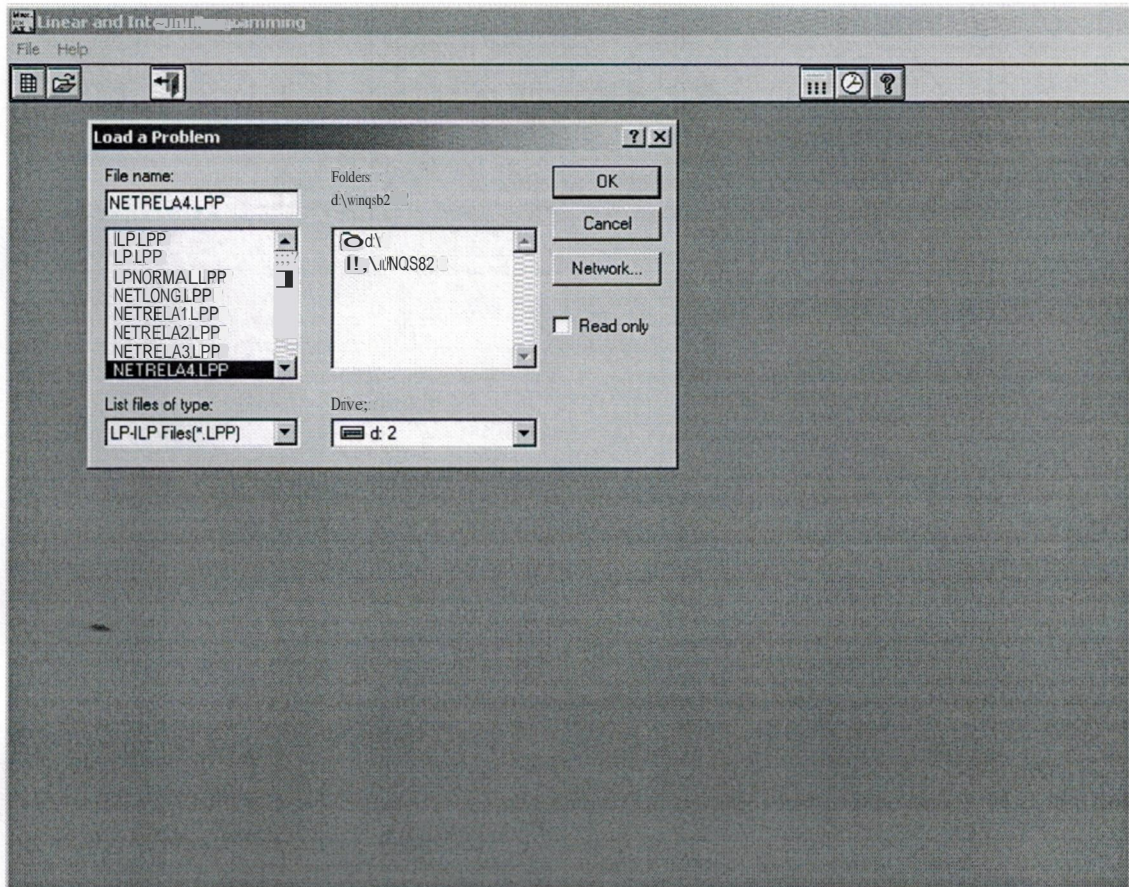 Linear and
File Help
Load a Problem
File name:
NETRELA4.LPP
ILP.LPP
LP.LPP
LPNORMAL.LPP
NETLONG.LPP
NETRELA1.LPP
NETRELA2.LPP
NETRELA3.LPP
NETRELA4.LPP
List files of type:
LP-ILP Files(*.LPP)
Folders:
d:\winqsb2
d:\
Drive;
d: 2
OK
Cancel
Network...
Read only